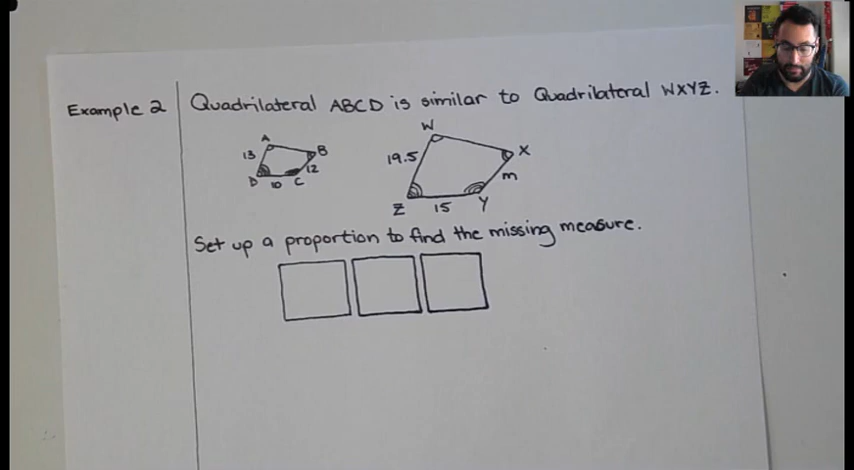 Example 2
Quadrilateral ABCD is similar to Quadrilateral WXYZ.
A
B
13
12
D 10 C
W
X
19.5
m
Z 15 Y
Set up a proportion to find the missing measure.